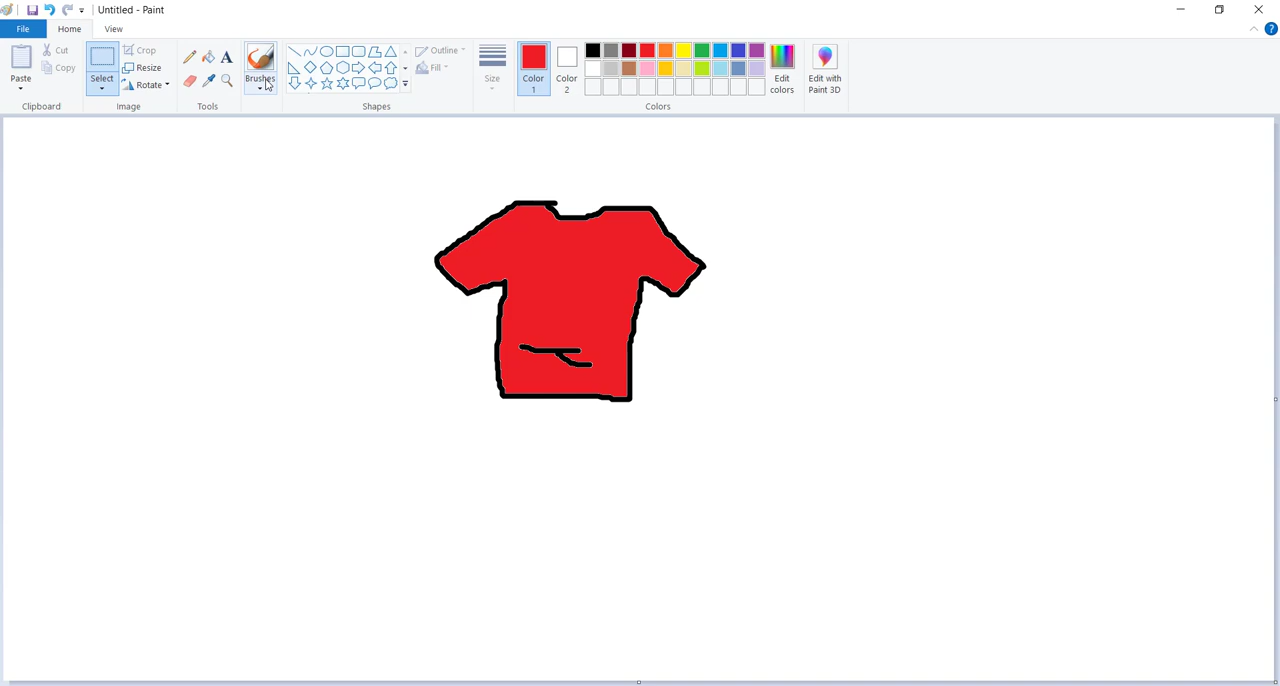 Untitled - Paint
File Home View
Paste
Cut
Copy
Clipboard
Select
Crop
Resize
Rotate
Image
Tools
Brushes
Shapes
Outline
Fill
Size
Color 1
Color 2
Edit colors
Colors
Edit with Paint 3D